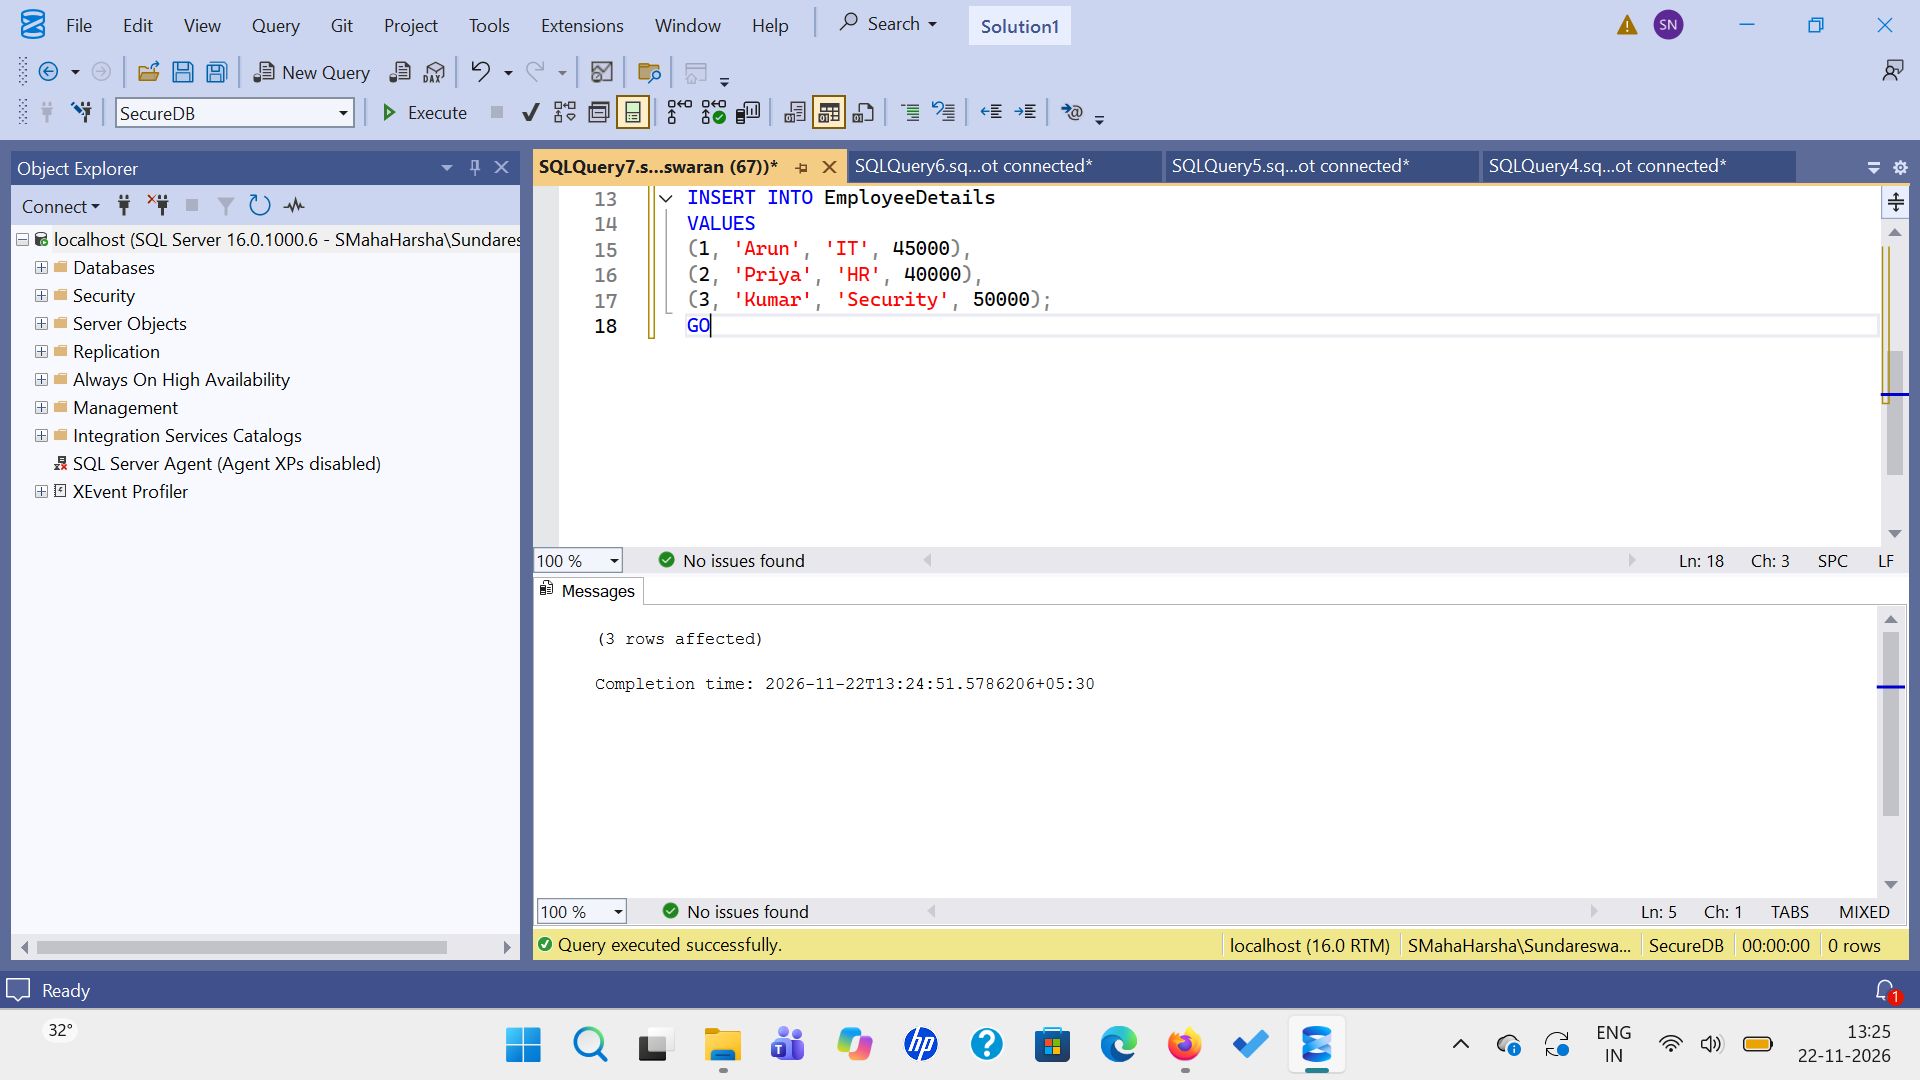 File Edit View Query Git Project Tools Extensions Window Help Search Solution1 SN
New Query DAX
SecureDB Execute
Object Explorer
Connect
localhost (SQL Server 16.0.1000.6 - SMahaHarsha\Sundares
Databases
Security
Server Objects
Replication
Always On High Availability
Management
Integration Services Catalogs
SQL Server Agent (Agent XPs disabled)
XEvent Profiler
SQLQuery7.s...swaran (67))* SQLQuery6.sq...ot connected* SQLQuery5.sq...ot connected* SQLQuery4.sq...ot connected*
13 INSERT INTO EmployeeDetails
14 VALUES
15 (1, 'Arun', 'IT', 45000),
16 (2, 'Priya', 'HR', 40000),
17 (3, 'Kumar', 'Security', 50000);
18 GO
100 % No issues found Ln: 18 Ch: 3 SPC LF
Messages
(3 rows affected)
Completion time: 2026-11-22T13:24:51.5786206+05:30
100 % No issues found Ln: 5 Ch: 1 TABS MIXED
Query executed successfully. localhost (16.0 RTM) SMahaHarsha\Sundareswa... SecureDB 00:00:00 0 rows
Ready 1
32° hp ENG 13:25
IN 22-11-2026